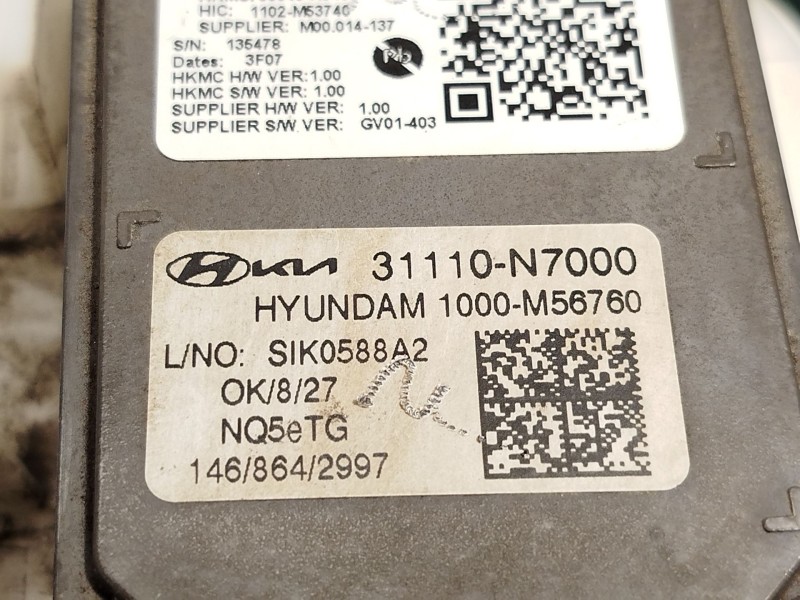 HIC: 1102-M53740
SUPPLIER: M00.014-137
S/N: 135478
Dates: 3F07
Pb
HKMC H/W VER:1.00
HKMC S/W VER: 1.00
SUPPLIER H/W VER: 1.00
SUPPLIER S/W VER: GV01-403
KIA 31110-N7000
HYUNDAM 1000-M56760
L/NO: SIK0588A2
OK/8/27
NQ5eTG
146/864/2997